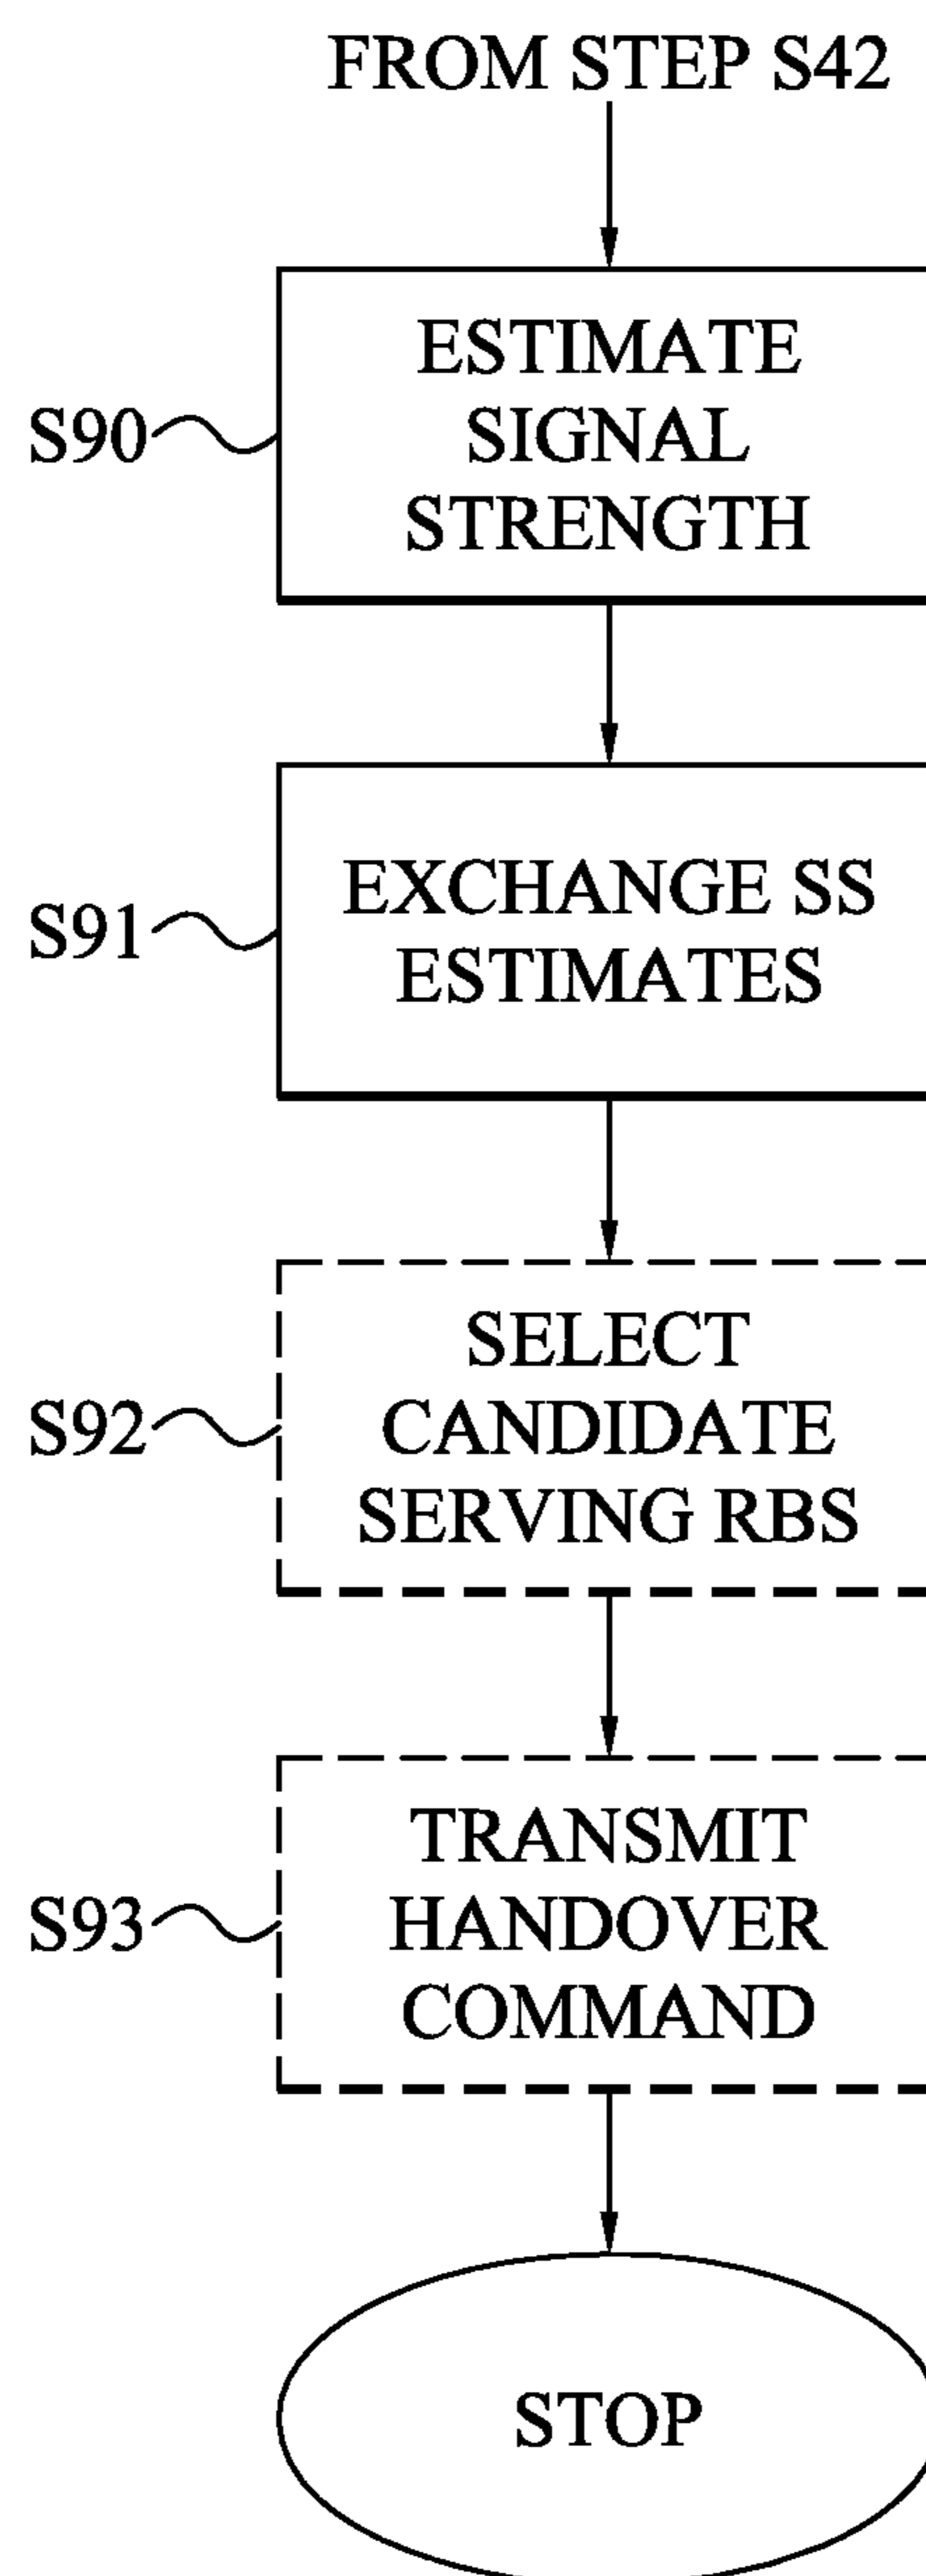 FROM STEP S42
ESTIMATE
SIGNAL
STRENGTH
S90
EXCHANGE SS
ESTIMATES
S91
SELECT
CANDIDATE
SERVING RBS
S92
TRANSMIT
HANDOVER
COMMAND
S93
STOP